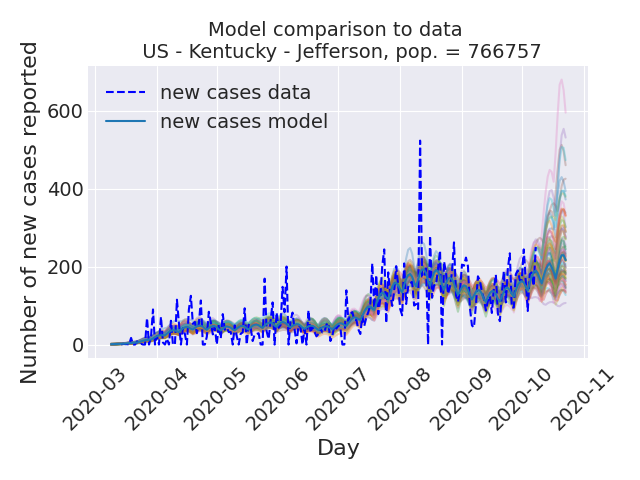 Model comparison to data
US - Kentucky - Jefferson, pop. = 766757
new cases data
new cases model
Number of new cases reported
600
400
200
0
2020-03
2020-04
2020-05
2020-06
2020-07
2020-08
2020-09
2020-10
2020-11
Day